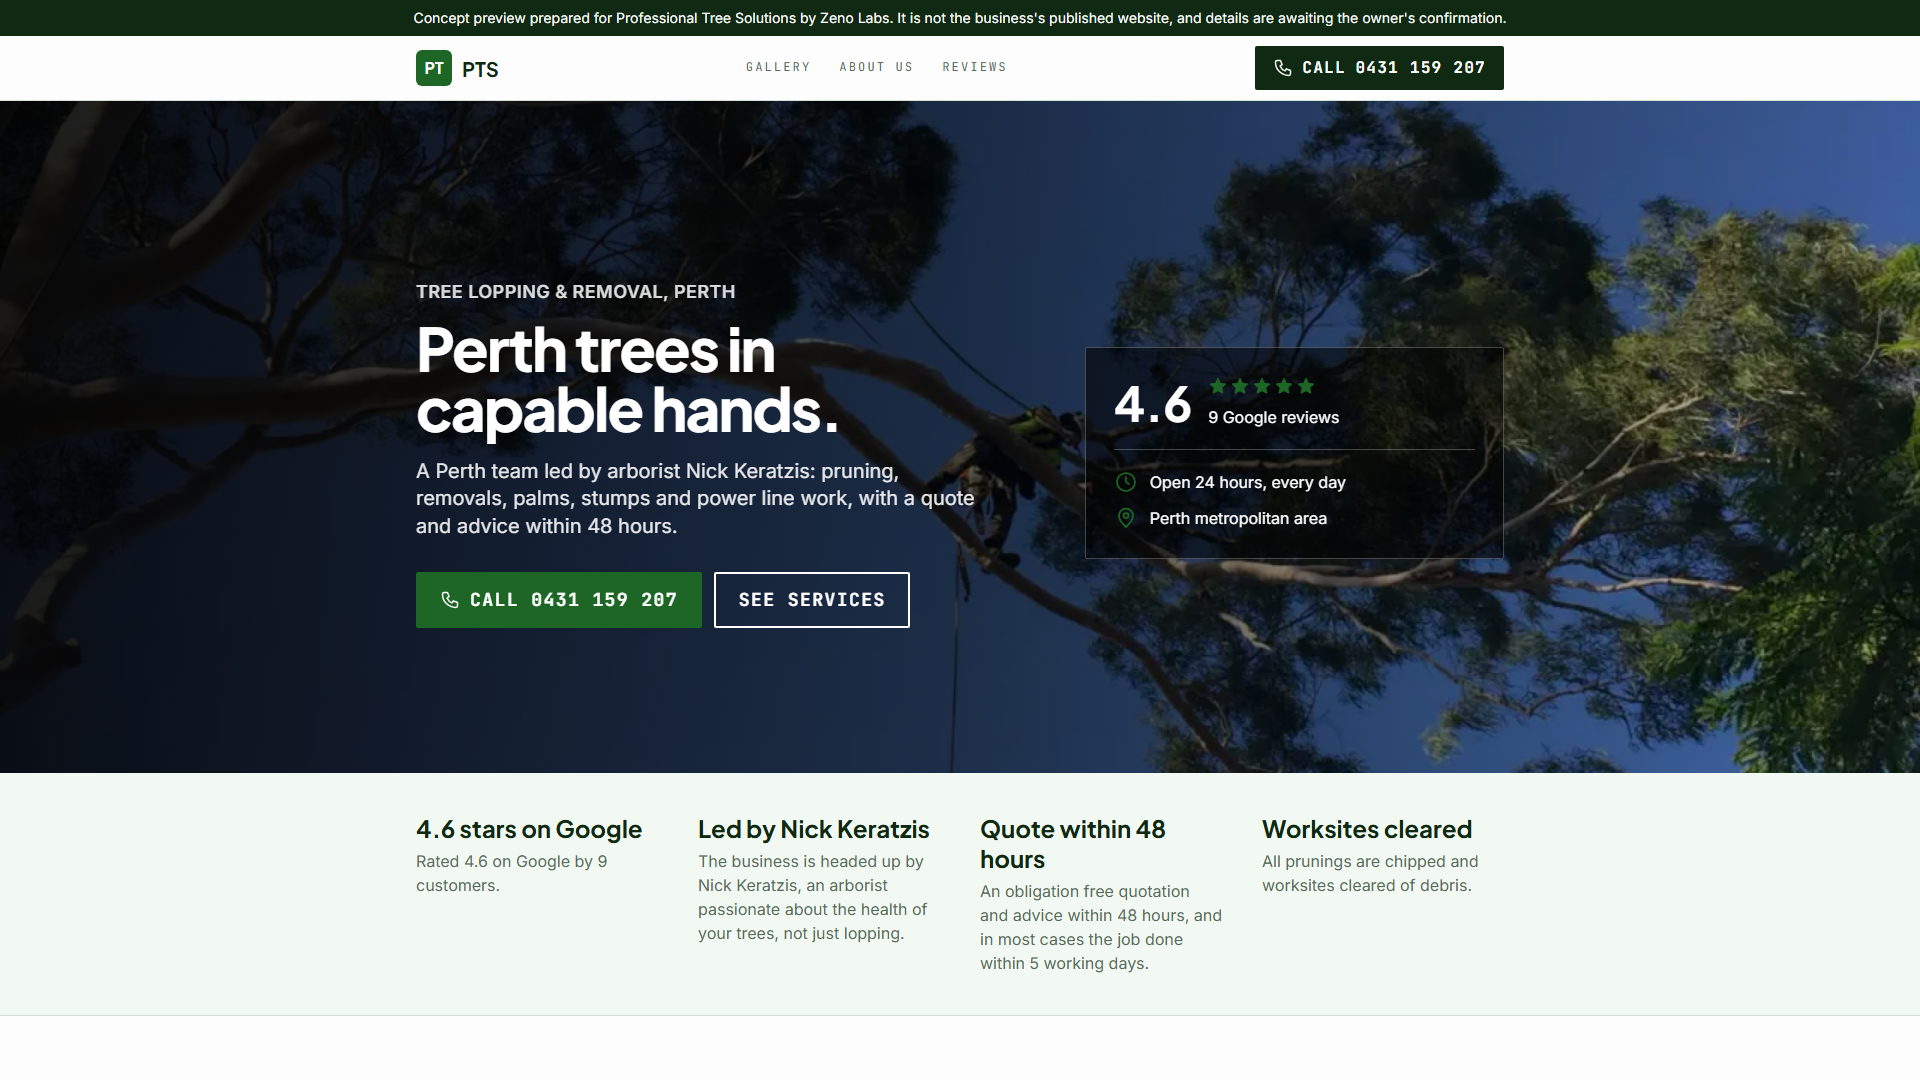 Concept preview prepared for Professional Tree Solutions by Zeno Labs. It is not the business's published website, and details are awaiting the owner's confirmation.
PT PTS
GALLERY ABOUT US REVIEWS
CALL 0431 159 207
TREE LOPPING & REMOVAL, PERTH
Perth trees in
capable hands.
A Perth team led by arborist Nick Keratzis: pruning,
removals, palms, stumps and power line work, with a quote
and advice within 48 hours.
CALL 0431 159 207
SEE SERVICES
4.6
9 Google reviews
Open 24 hours, every day
Perth metropolitan area
4.6 stars on Google
Rated 4.6 on Google by 9
customers.
Led by Nick Keratzis
The business is headed up by
Nick Keratzis, an arborist
passionate about the health of
your trees, not just lopping.
Quote within 48
hours
An obligation free quotation
and advice within 48 hours, and
in most cases the job done
within 5 working days.
Worksites cleared
All prunings are chipped and
worksites cleared of debris.